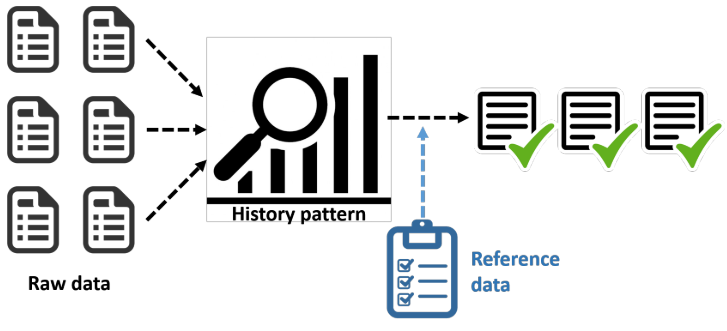 History pattern
Reference
data
Raw data